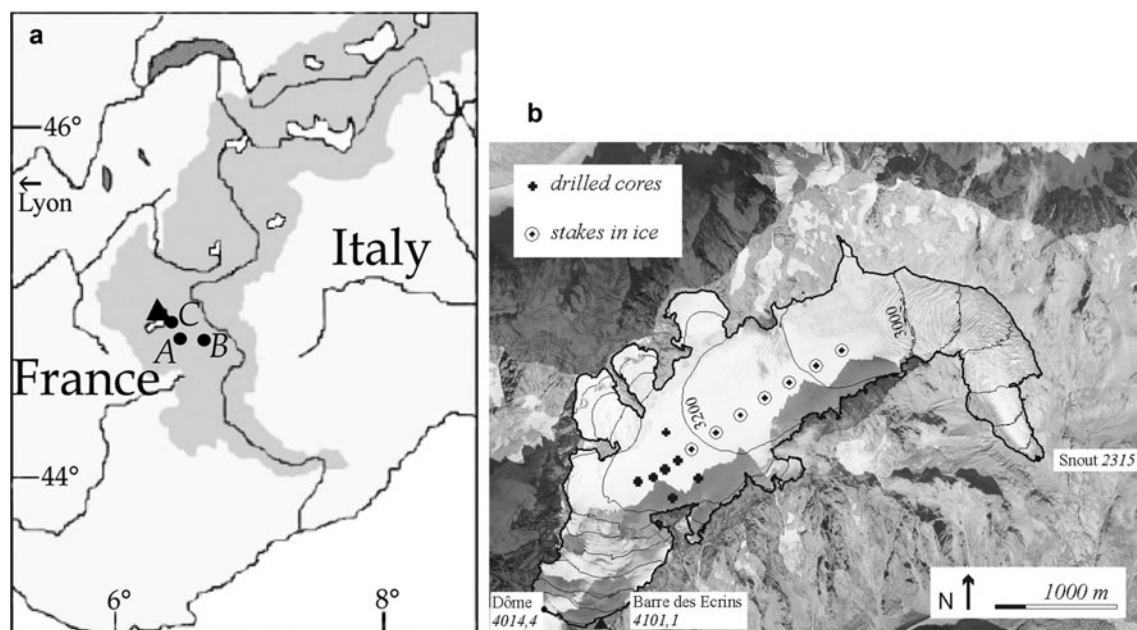 a
46°
Lyon
Italy
C
A
B
France
44°
6°
8°
b
drilled cores
stakes in ice
3000
3200
Snout 2315
N
1000 m
Dôme
4014,4
Barre des Ecrins
4101,1